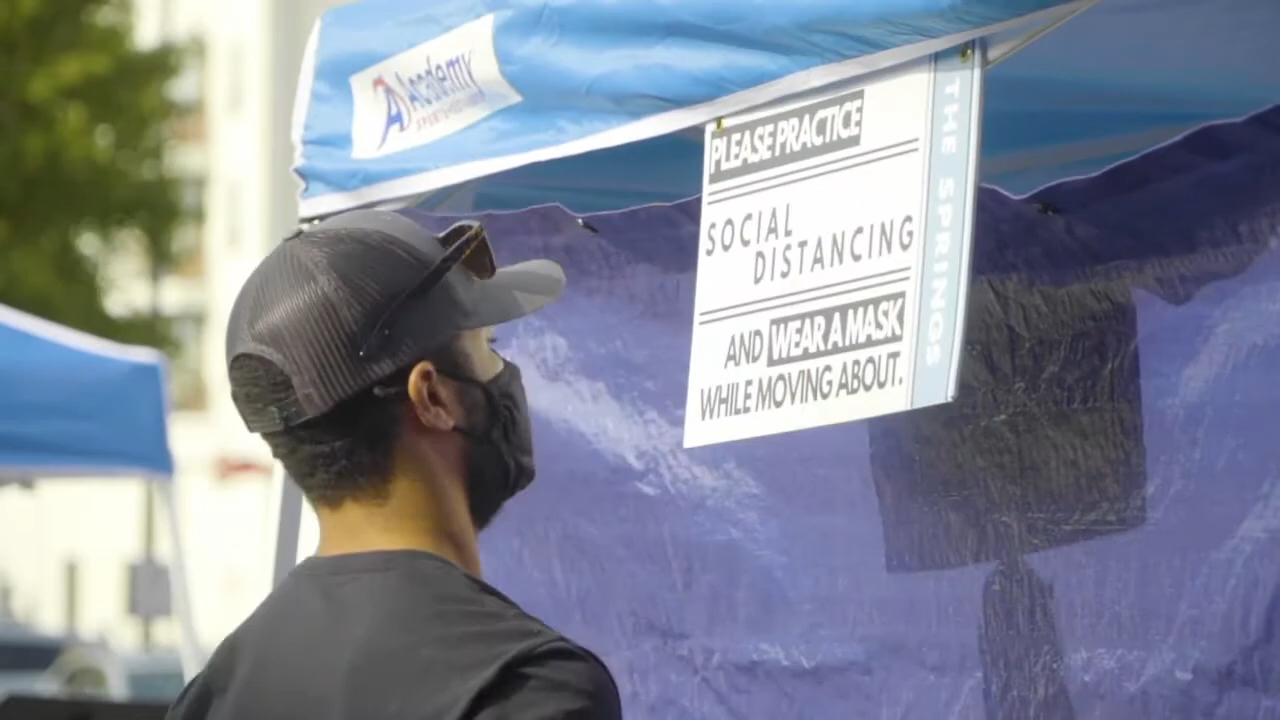 Academy
SPORTS+OUTDOORS
PLEASE PRACTICE
SOCIAL
DISTANCING
AND WEAR A MASK
WHILE MOVING ABOUT.
THE SPRINGS